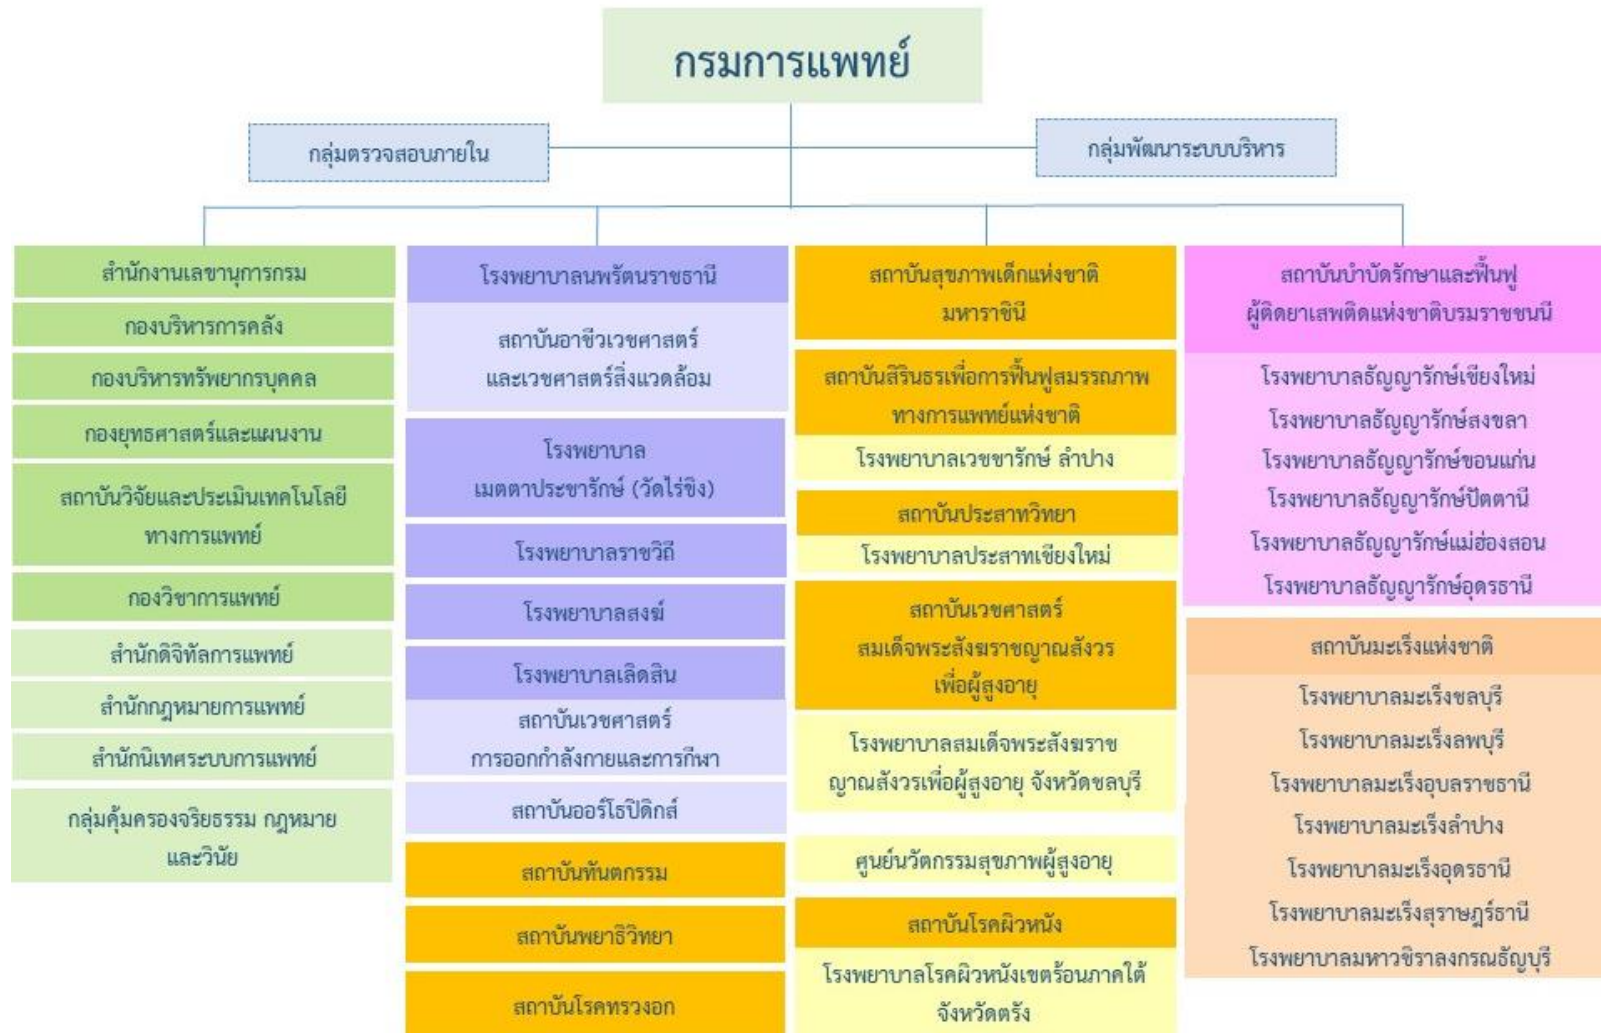 กรมการแพทย์
กลุ่มตรวจสอบภายใน
กลุ่มพัฒนาระบบบริหาร
สำนักงานเลขานุการกรม
กองบริหารการคลัง
กองบริหารทรัพยากรบุคคล
กองยุทธศาสตร์และแผนงาน
สถาบันวิจัยและประเมินเทคโนโลยี
ทางการแพทย์
กองวิชาการแพทย์
สำนักดิจิทัลการแพทย์
สำนักกฎหมายการแพทย์
สำนักนิเทศระบบการแพทย์
กลุ่มคุ้มครองจริยธรรม กฎหมาย
และวินัย
โรงพยาบาลนพรัตนราชธานี
สถาบันอาชีวเวชศาสตร์
และเวชศาสตร์สิ่งแวดล้อม
โรงพยาบาล
เมตตาประชารักษ์ (วัดไร่ขิง)
โรงพยาบาลราชวิถี
โรงพยาบาลสงฆ์
โรงพยาบาลเลิดสิน
สถาบันเวชศาสตร์
การออกกำลังกายและการกีฬา
สถาบันออร์โธปิดิกส์
สถาบันทันตกรรม
สถาบันพยาธิวิทยา
สถาบันโรคทรวงอก
สถาบันสุขภาพเด็กแห่งชาติ
มหาราชินี
สถาบันสิรินธรเพื่อการฟื้นฟูสมรรถภาพ
ทางการแพทย์แห่งชาติ
โรงพยาบาลเวชชารักษ์ ลำปาง
สถาบันประสาทวิทยา
โรงพยาบาลประสาทเชียงใหม่
สถาบันเวชศาสตร์
สมเด็จพระสังฆราชญาณสังวร
เพื่อผู้สูงอายุ
โรงพยาบาลสมเด็จพระสังฆราช
ญาณสังวรเพื่อผู้สูงอายุ จังหวัดชลบุรี
ศูนย์นวัตกรรมสุขภาพผู้สูงอายุ
สถาบันโรคผิวหนัง
โรงพยาบาลโรคผิวหนังเขตร้อนภาคใต้
จังหวัดตรัง
สถาบันบำบัดรักษาและฟื้นฟู
ผู้ติดยาเสพติดแห่งชาติบรมราชชนนี
โรงพยาบาลธัญญารักษ์เชียงใหม่
โรงพยาบาลธัญญารักษ์สงขลา
โรงพยาบาลธัญญารักษ์ขอนแก่น
โรงพยาบาลธัญญารักษ์ปัตตานี
โรงพยาบาลธัญญารักษ์แม่ฮ่องสอน
โรงพยาบาลธัญญารักษ์อุดรธานี
สถาบันมะเร็งแห่งชาติ
โรงพยาบาลมะเร็งชลบุรี
โรงพยาบาลมะเร็งลพบุรี
โรงพยาบาลมะเร็งอุบลราชธานี
โรงพยาบาลมะเร็งลำปาง
โรงพยาบาลมะเร็งอุดรธานี
โรงพยาบาลมะเร็งสุราษฎร์ธานี
โรงพยาบาลมหาวชิราลงกรณธัญบุรี